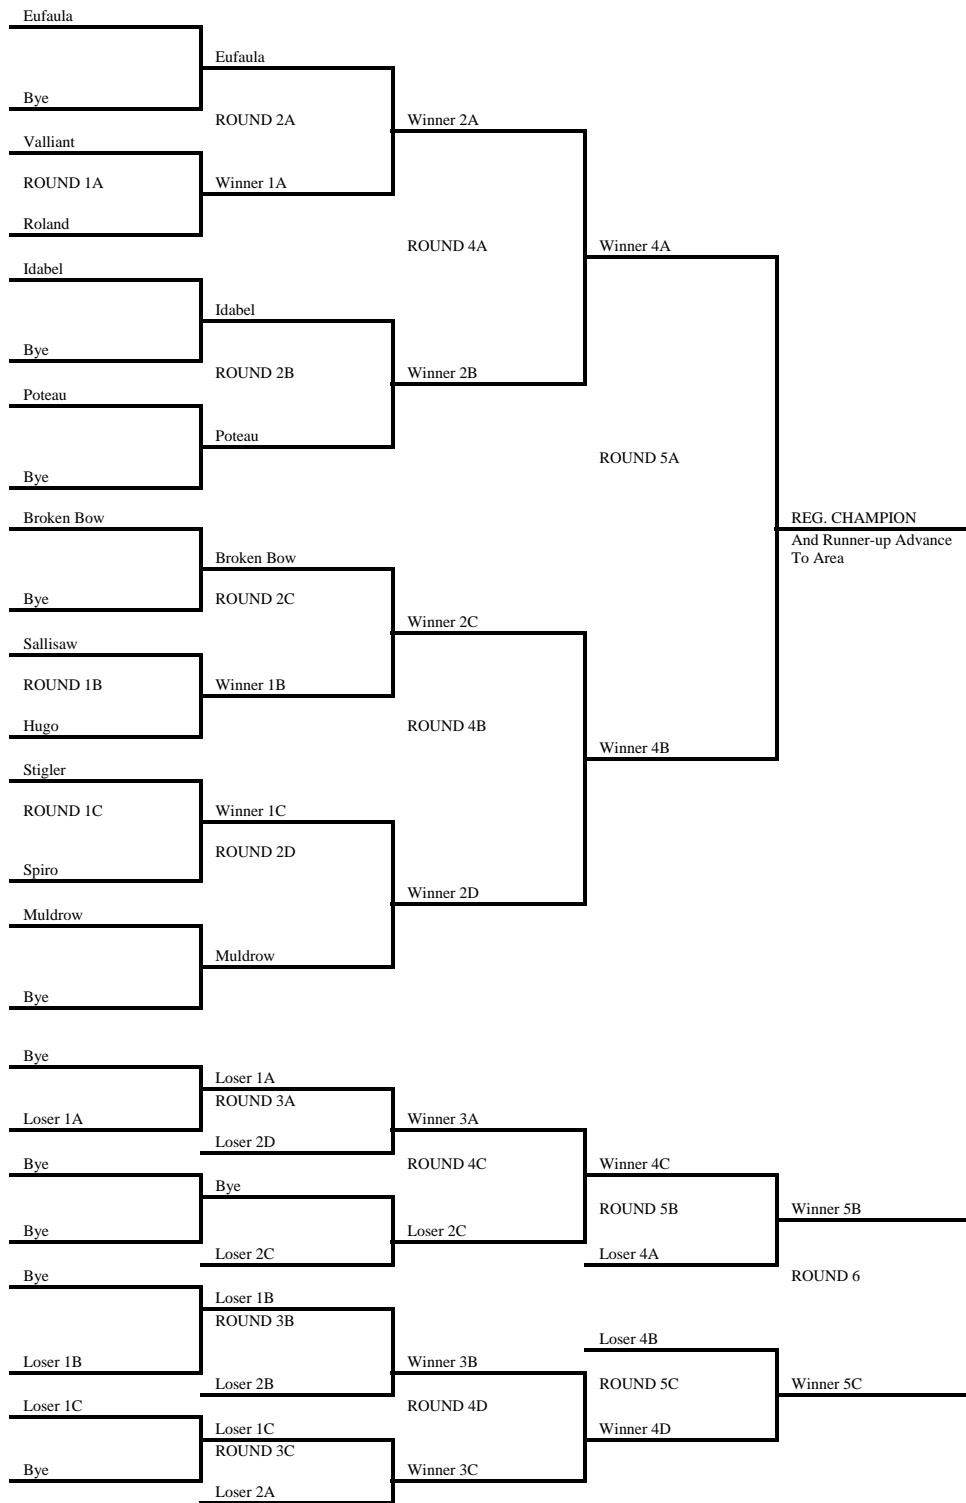 Eufaula
Eufaula
Bye
ROUND 2A
Winner 2A
Valliant
ROUND 1A
Winner 1A
Roland
ROUND 4A
Winner 4A
Idabel
Idabel
Bye
ROUND 2B
Winner 2B
Poteau
Poteau
ROUND 5A
Bye
Broken Bow
REG. CHAMPION
And Runner-up Advance
To Area
Broken Bow
Bye
ROUND 2C
Winner 2C
Sallisaw
ROUND 1B
Winner 1B
Hugo
ROUND 4B
Winner 4B
Stigler
ROUND 1C
Winner 1C
ROUND 2D
Spiro
Winner 2D
Muldrow
Muldrow
Bye
Bye
Loser 1A
ROUND 3A
Loser 1A
Winner 3A
Loser 2D
Bye
ROUND 4C
Winner 4C
Bye
ROUND 5B
Winner 5B
Bye
Loser 2C
Loser 2C
Loser 4A
Bye
ROUND 6
Loser 1B
ROUND 3B
Loser 4B
Loser 1B
Winner 3B
Loser 2B
ROUND 5C
Winner 5C
Loser 1C
ROUND 4D
Loser 1C
Winner 4D
ROUND 3C
Bye
Winner 3C
Loser 2A